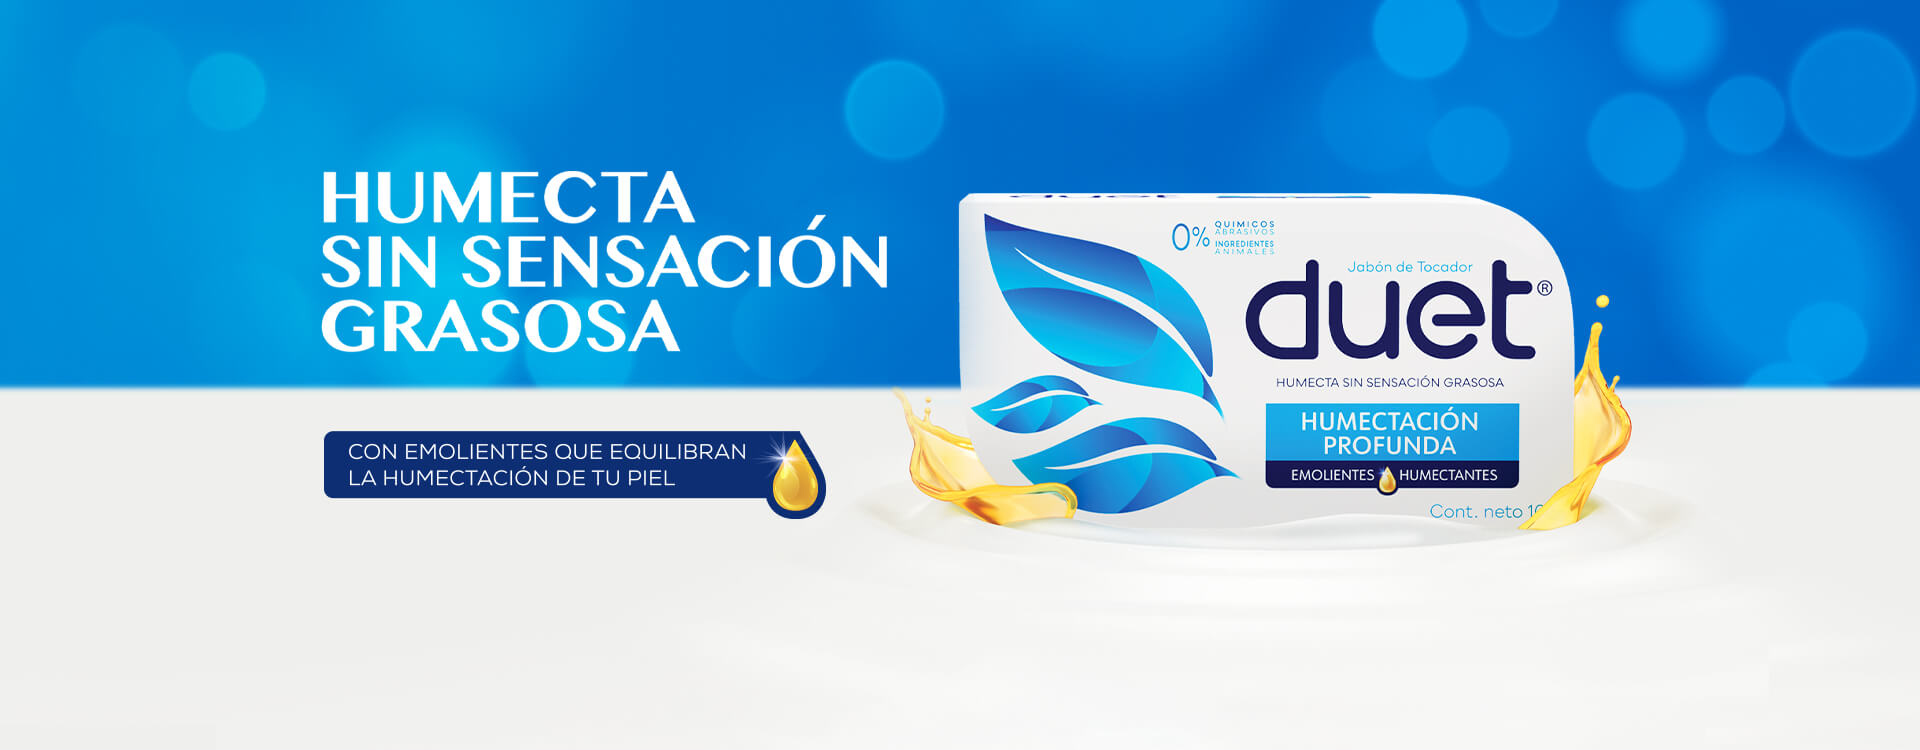 HUMECTA
SIN SENSACIÓN
GRASOSA
CON EMOLIENTES QUE EQUILIBRAN
LA HUMECTACIÓN DE TU PIEL
0%
QUIMICOS
ABRASIVOS
INGREDIENTES
ANIMALES
Jabón de Tocador
duet®
HUMECTA SIN SENSACIÓN GRASOSA
HUMECTACIÓN
PROFUNDA
EMOLIENTES HUMECTANTES
Cont. neto